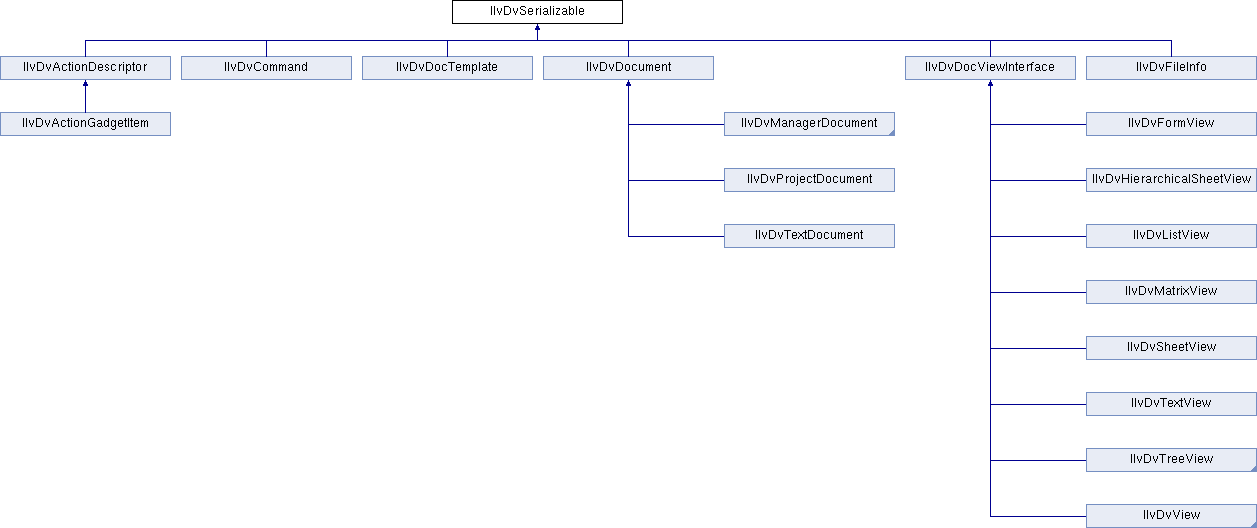 IlvDvSerializable
IlvDvActionDescriptor
IlvDvCommand
IlvDvDocTemplate
IlvDvDocument
IlvDvDocViewInterface
IlvDvFileInfo
IlvDvActionGadgetItem
IlvDvManagerDocument
IlvDvFormView
IlvDvProjectDocument
IlvDvHierarchicalSheetView
IlvDvTextDocument
IlvDvListView
IlvDvMatrixView
IlvDvSheetView
IlvDvTextView
IlvDvTreeView
IlvDvView